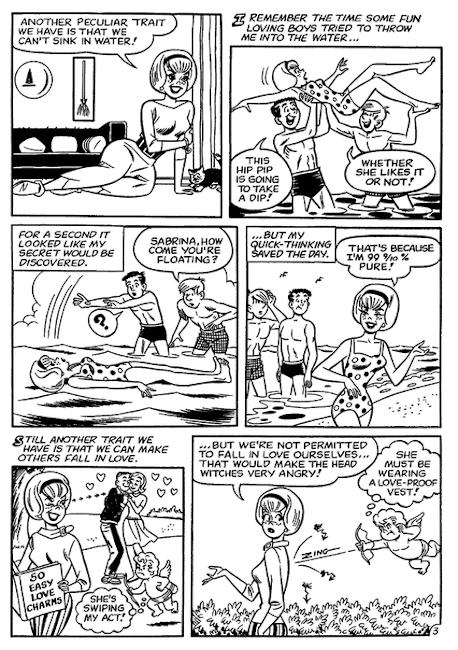 ANOTHER PECULIAR TRAIT
WE HAVE IS THAT WE
CAN'T SINK IN WATER!
I REMEMBER THE TIME SOME FUN
LOVING BOYS TRIED TO THROW
ME INTO THE WATER...
THIS
HIP PIP
IS GOING
TO TAKE
A DIP!
WHETHER
SHE LIKES IT
OR NOT!
FOR A SECOND IT
LOOKED LIKE MY
SECRET WOULD BE
DISCOVERED.
SABRINA, HOW
COME YOU'RE
FLOATING?
?
...BUT MY
QUICK-THINKING
SAVED THE DAY.
THAT'S BECAUSE
I'M 99 9/10 %
PURE!
STILL ANOTHER TRAIT WE
HAVE IS THAT WE CAN MAKE
OTHERS FALL IN LOVE.
50
EASY
LOVE
CHARMS
SHE'S
SWIPING
MY ACT!
...BUT WE'RE NOT PERMITTED
TO FALL IN LOVE OURSELVES...
THAT WOULD MAKE THE HEAD
WITCHES VERY ANGRY!
SHE
MUST BE
WEARING
A LOVE-PROOF
VEST!
ZING
3